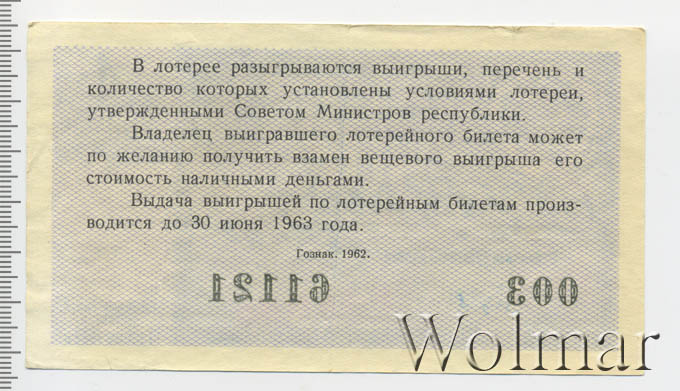 В лотерее разыгрываются выигрыши, перечень и
количество которых установлены условиями лотереи,
утвержденными Советом Министров республики.
Владелец выигравшего лотерейного билета может
по желанию получить взамен вещевого выигрыша его
стоимость наличными деньгами.
Выдача выигрышей по лотерейным билетам произ-
водится до 30 июня 1963 года.
Гознак. 1962.
61121 003
Wolmar